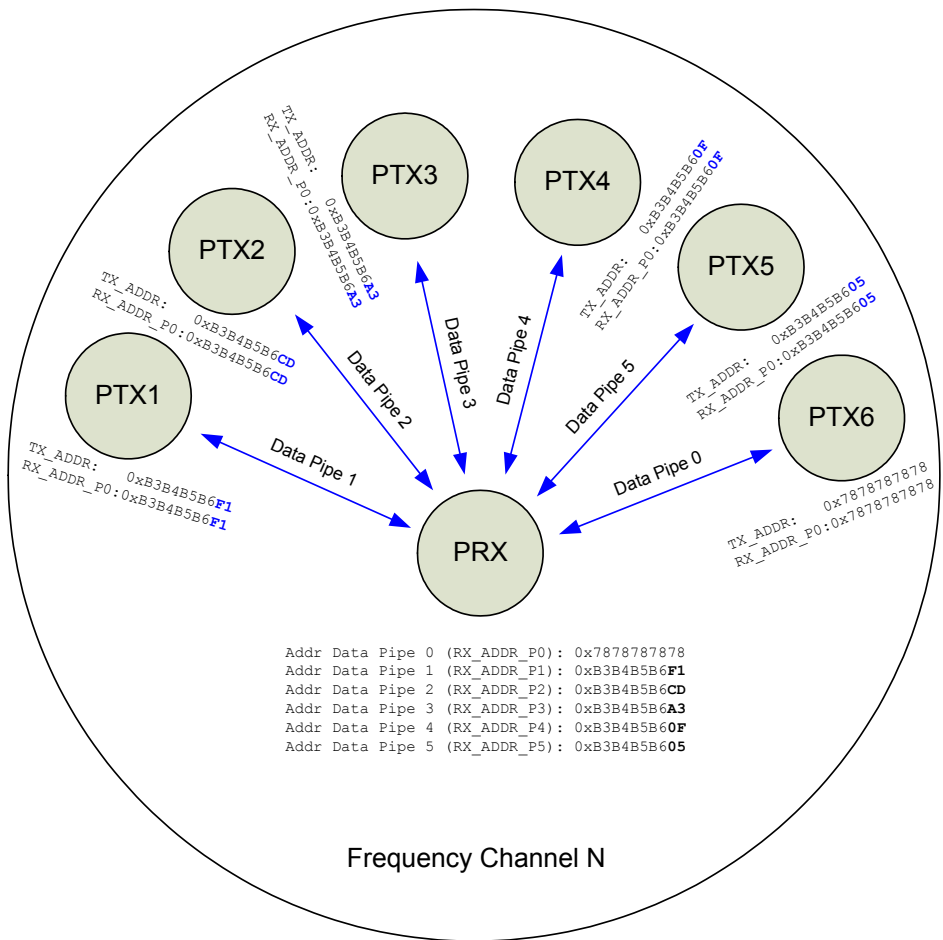 PTX3
PTX4
PTX2
PTX5
PTX1
PTX6
TX_ADDR: 0xB3B4B5B6A3
RX_ADDR_P0:0xB3B4B5B6A3
TX_ADDR: 0xB3B4B5B60F
RX_ADDR_P0:0xB3B4B5B60F
TX_ADDR: 0xB3B4B5B6CD
RX_ADDR_P0:0xB3B4B5B6CD
TX_ADDR: 0xB3B4B5B605
RX_ADDR_P0:0xB3B4B5B605
TX_ADDR: 0xB3B4B5B6F1
RX_ADDR_P0:0xB3B4B5B6F1
TX_ADDR: 0x7878787878
RX_ADDR_P0:0x7878787878
Data Pipe 1
Data Pipe 2
Data Pipe 3
Data Pipe 4
Data Pipe 5
Data Pipe 0
PRX
Addr Data Pipe 0 (RX_ADDR_P0): 0x7878787878
Addr Data Pipe 1 (RX_ADDR_P1): 0xB3B4B5B6F1
Addr Data Pipe 2 (RX_ADDR_P2): 0xB3B4B5B6CD
Addr Data Pipe 3 (RX_ADDR_P3): 0xB3B4B5B6A3
Addr Data Pipe 4 (RX_ADDR_P4): 0xB3B4B5B60F
Addr Data Pipe 5 (RX_ADDR_P5): 0xB3B4B5B605
Frequency Channel N